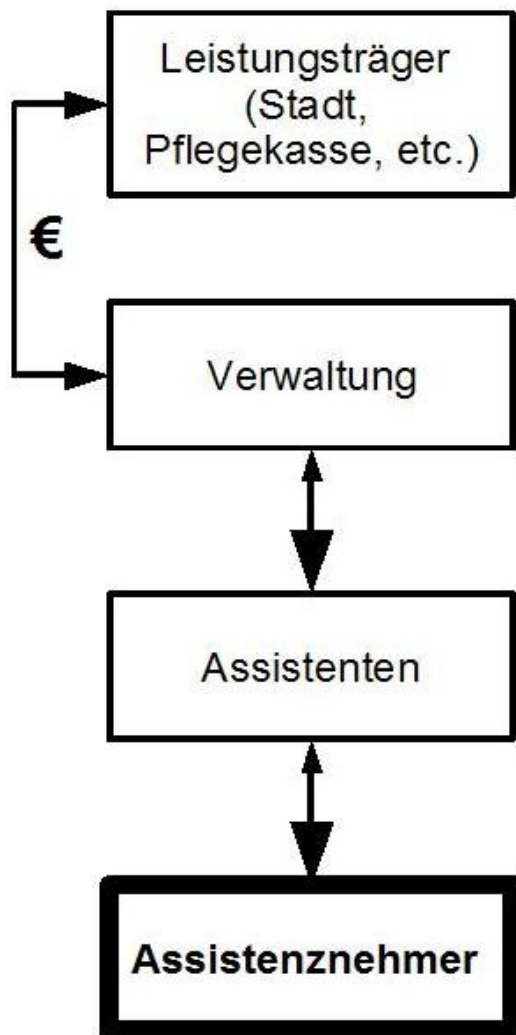 Leistungsträger
(Stadt,
Pflegekasse, etc.)
€
Verwaltung
Assistenten
Assistenznehmer